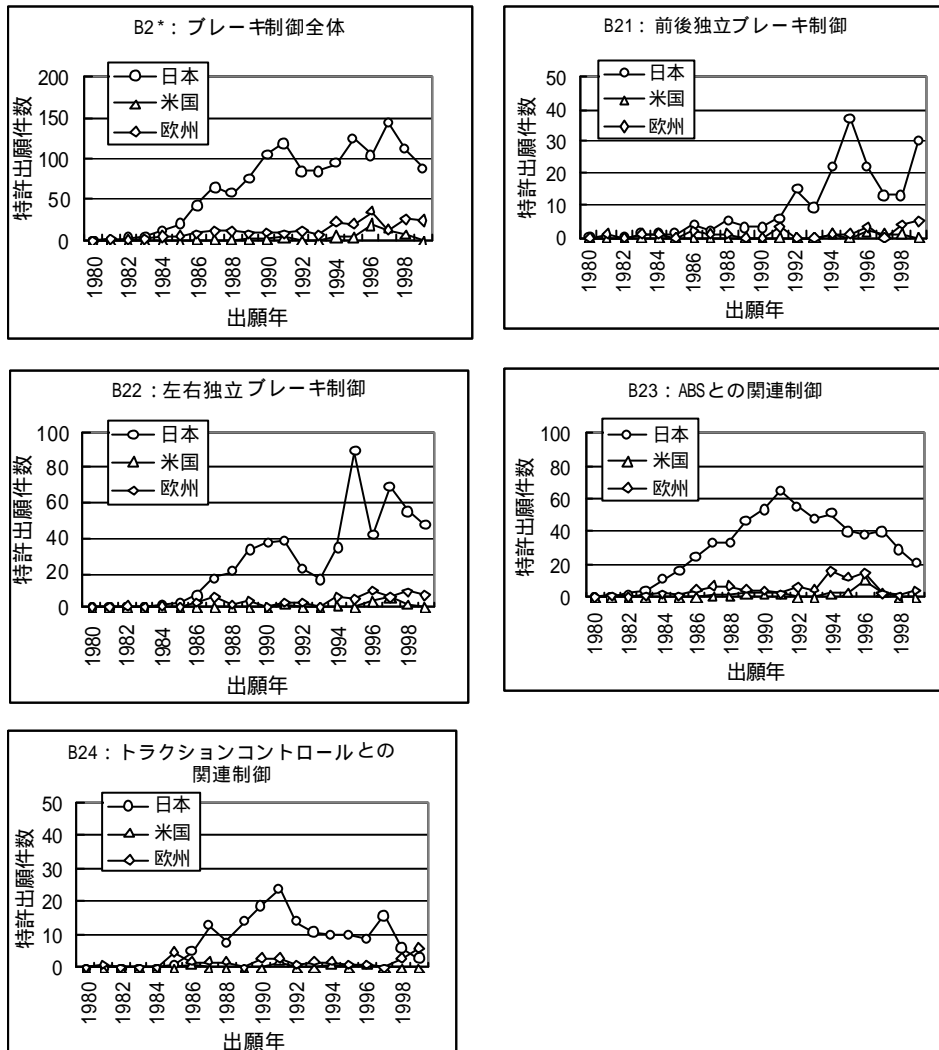 B2*：ブレーキ制御全体
特許出願件数
200
150
100
50
0
日本
米国
欧州
1980
1982
1984
1986
1988
1990
1992
1994
1996
1998
出願年
B21：前後独立ブレーキ制御
特許出願件数
50
40
30
20
10
0
日本
米国
欧州
1980
1982
1984
1986
1988
1990
1992
1994
1996
1998
出願年
B22：左右独立ブレーキ制御
特許出願件数
100
80
60
40
20
0
日本
米国
欧州
1980
1982
1984
1986
1988
1990
1992
1994
1996
1998
出願年
B23：ABSとの関連制御
特許出願件数
100
80
60
40
20
0
日本
米国
欧州
1980
1982
1984
1986
1988
1990
1992
1994
1996
1998
出願年
B24：トラクションコントロールとの
関連制御
特許出願件数
50
40
30
20
10
0
日本
米国
欧州
1980
1982
1984
1986
1988
1990
1992
1994
1996
1998
出願年